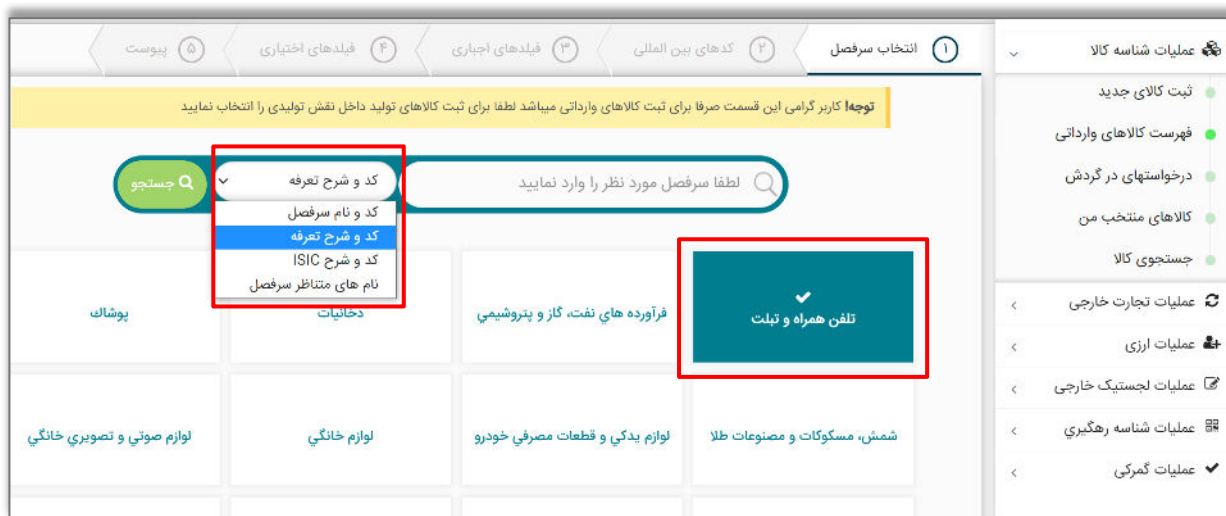 عملیات شناسه کالا
ثبت کالای جدید
فهرست کالاهای وارداتی
درخواستهای در گردش
کالاهای منتخب من
جستجوی کالا
عملیات تجارت خارجی
عملیات ارزی
عملیات لجستیک خارجی
عملیات شناسه رهگیري
عملیات گمرکی
۱ انتخاب سرفصل
۲ کدهای بین المللی
۳ فیلدهای اجباری
۴ فیلدهای اختیاری
۵ پیوست
توجه! کاربر گرامی این قسمت صرفا برای ثبت کالاهای وارداتی میباشد لطفا برای ثبت کالاهای تولید داخل نقش تولیدی را انتخاب نمایید
لطفا سرفصل مورد نظر را وارد نمایید
کد و شرح تعرفه
جستجو
کد و نام سرفصل
کد و شرح تعرفه
کد و شرح ISIC
نام های متناظر سرفصل
تلفن همراه و تبلت
فرآورده هاي نفت، گاز و پتروشيمي
دخانیات
پوشاك
شمش، مسكوكات و مصنوعات طلا
لوازم يدكي و قطعات مصرفي خودرو
لوازم خانگي
لوازم صوتي و تصويري خانگي